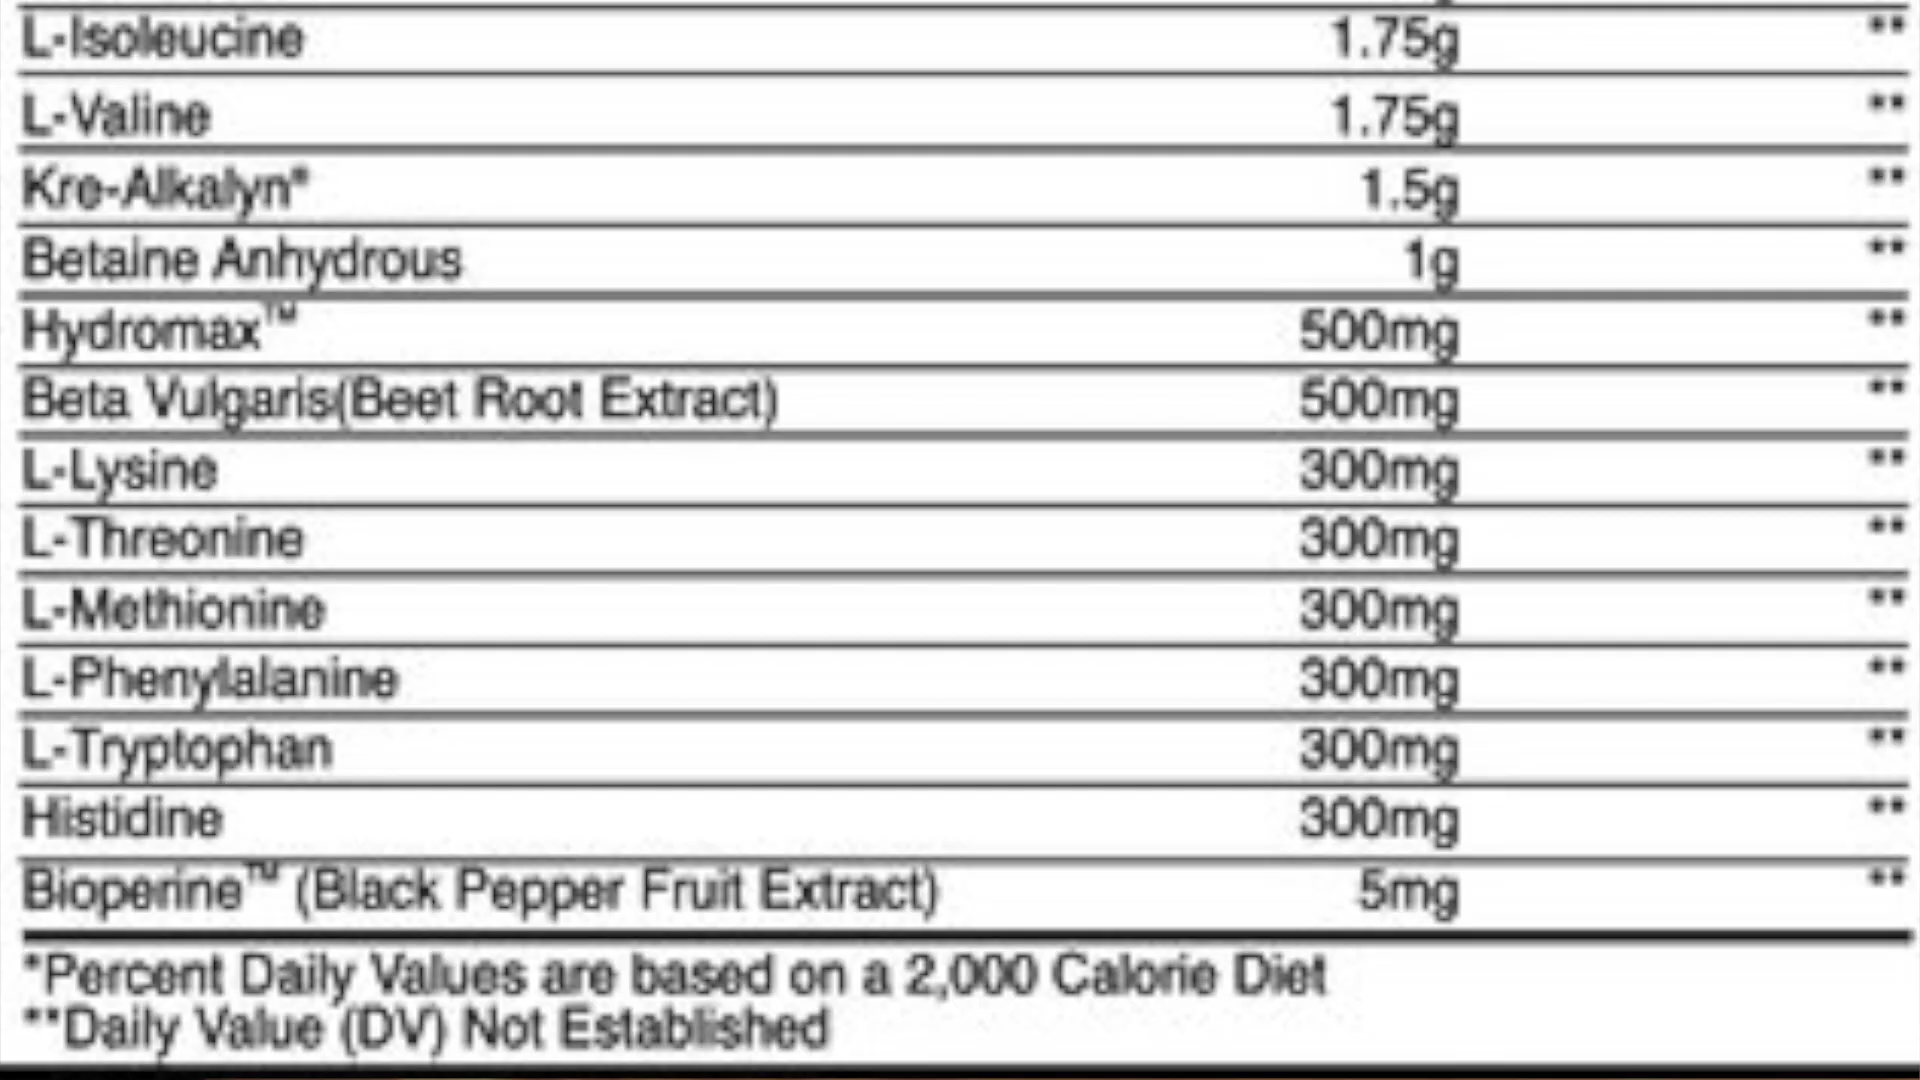 L-Isoleucine 1.75g **
L-Valine 1.75g **
Kre-Alkalyn® 1.5g **
Betaine Anhydrous 1g **
Hydromax™ 500mg **
Beta Vulgaris(Beet Root Extract) 500mg **
L-Lysine 300mg **
L-Threonine 300mg **
L-Methionine 300mg **
L-Phenylalanine 300mg **
L-Tryptophan 300mg **
Histidine 300mg **
Bioperine™ (Black Pepper Fruit Extract) 5mg **
*Percent Daily Values are based on a 2,000 Calorie Diet
**Daily Value (DV) Not Established